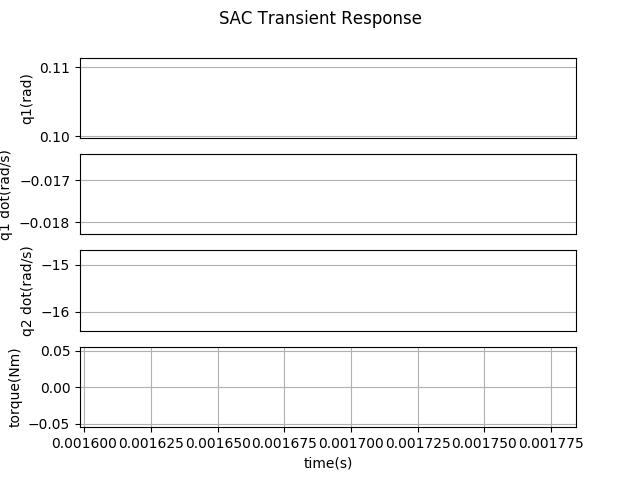 SAC Transient Response
0.11
q1(rad)
0.10
−0.017
q1 dot(rad/s)
−0.018
−15
q2 dot(rad/s)
−16
0.05
torque(Nm)
0.00
−0.05
0.001600 0.001625 0.001650 0.001675 0.001700 0.001725 0.001750 0.001775
time(s)